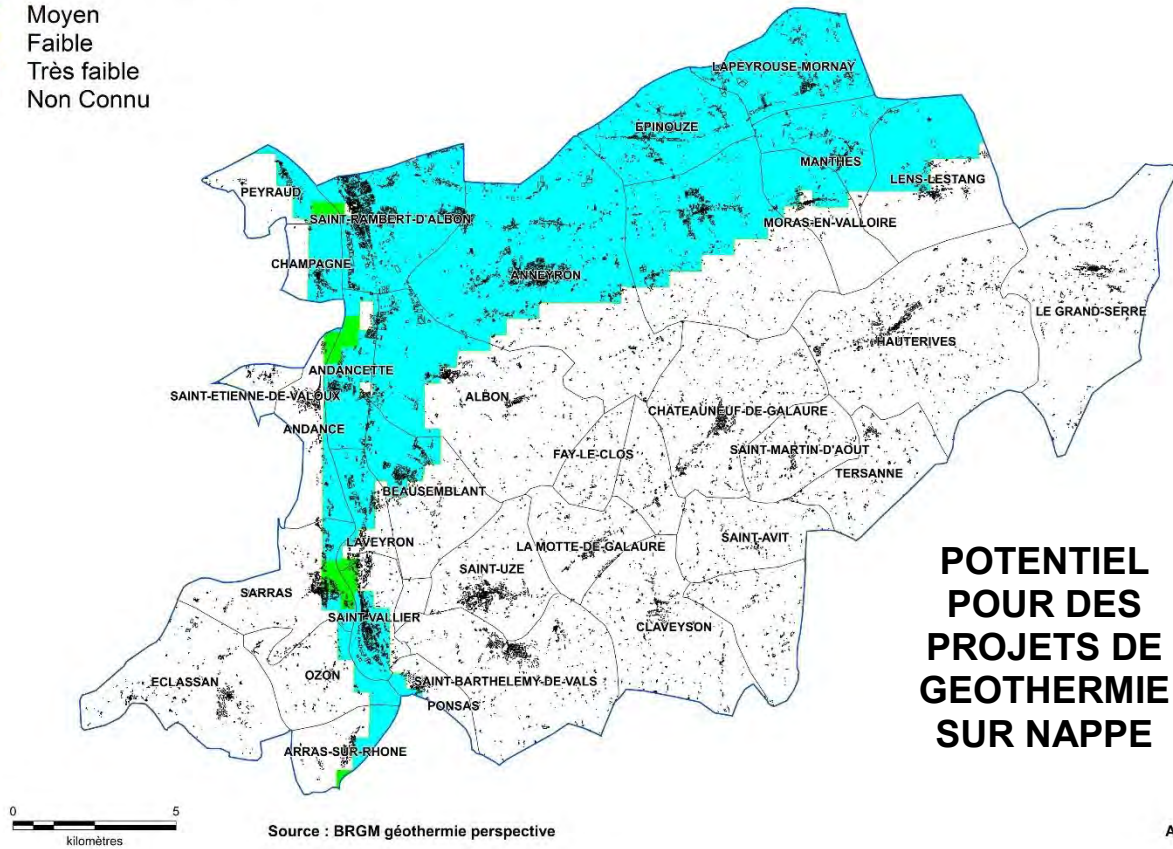 Moyen
Faible
Très faible
Non Connu
LAPEYROUSE-MORNAY
EPINOUZE
MANTHES
LENS-LESTANG
PEYRAUD
SAINT-RAMBERT-D'ALBON
MORAS-EN-VALLOIRE
CHAMPAGNE
ANNEYRON
LE GRAND-SERRE
HAUTERIVES
ANDANCETTE
SAINT-ETIENNE-DE-VALOUX
ALBON
CHATEAUNEUF-DE-GALAURE
ANDANCE
SAINT-MARTIN-D'AOUT
FAY-LE-CLOS
TERSANNE
BEAUSEMBLANT
LAVEYRON
LA MOTTE-DE-GALAURE
SAINT-AVIT
SAINT-UZE
SARRAS
SAINT-VALLIER
CLAVEYSON
OZON
ECLASSAN
SAINT-BARTHELEMY-DE-VALS
PONSAS
ARRAS-SUR-RHONE
POTENTIEL
POUR DES
PROJETS DE
GEOTHERMIE
SUR NAPPE
0 5
kilomètres
Source : BRGM géothermie perspective
A